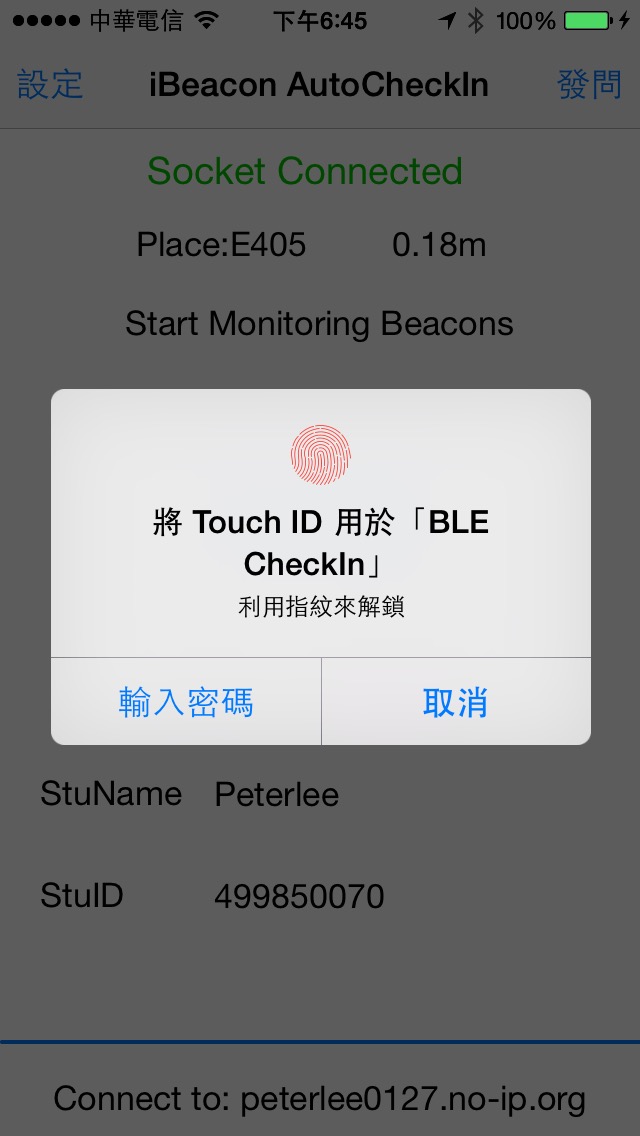 中華電信 下午6:45 100%
設定 iBeacon AutoCheckIn 發問
Socket Connected
Place:E405 0.18m
Start Monitoring Beacons
將 Touch ID 用於「BLE
CheckIn」
利用指紋來解鎖
輸入密碼 取消
StuName Peterlee
StuID 499850070
Connect to: peterlee0127.no-ip.org